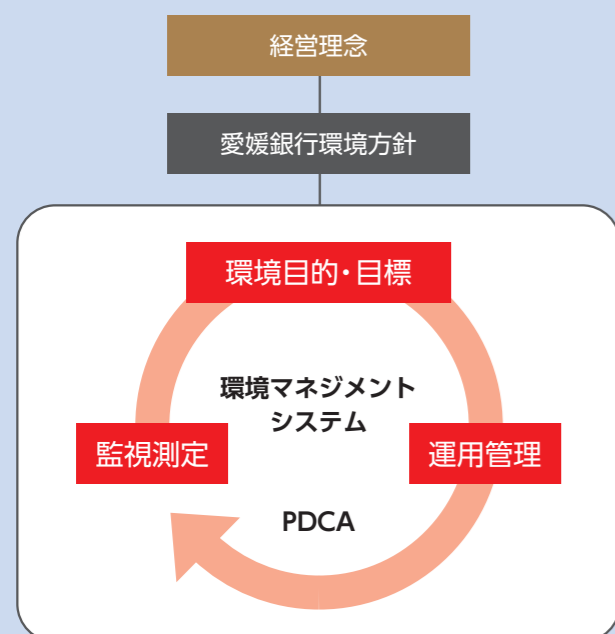 経営理念
愛媛銀行環境方針
環境目的・目標
環境マネジメント
システム
監視測定
運用管理
PDCA